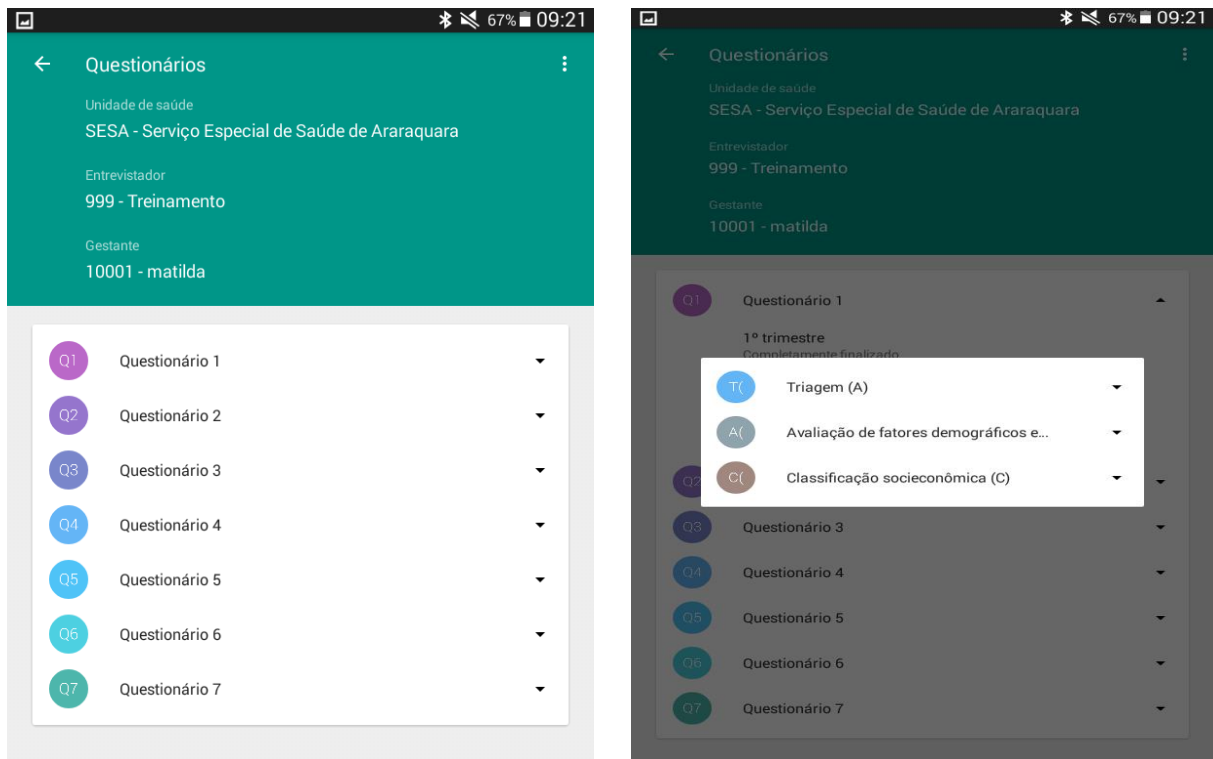 67% 09:21
Questionários
Unidade de saúde
SESA - Serviço Especial de Saúde de Araraquara
Entrevistador
999 - Treinamento
Gestante
10001 - matilda
Q1 Questionário 1
Q2 Questionário 2
Q3 Questionário 3
Q4 Questionário 4
Q5 Questionário 5
Q6 Questionário 6
Q7 Questionário 7
67% 09:21
Questionários
Unidade de saúde
SESA - Serviço Especial de Saúde de Araraquara
Entrevistador
999 - Treinamento
Gestante
10001 - matilda
Q1 Questionário 1
1º trimestre
Completamente finalizado
T( Triagem (A)
A( Avaliação de fatores demográficos e...
C( Classificação socieconômica (C)
Q2
Q3 Questionário 3
Q4 Questionário 4
Q5 Questionário 5
Q6 Questionário 6
Q7 Questionário 7